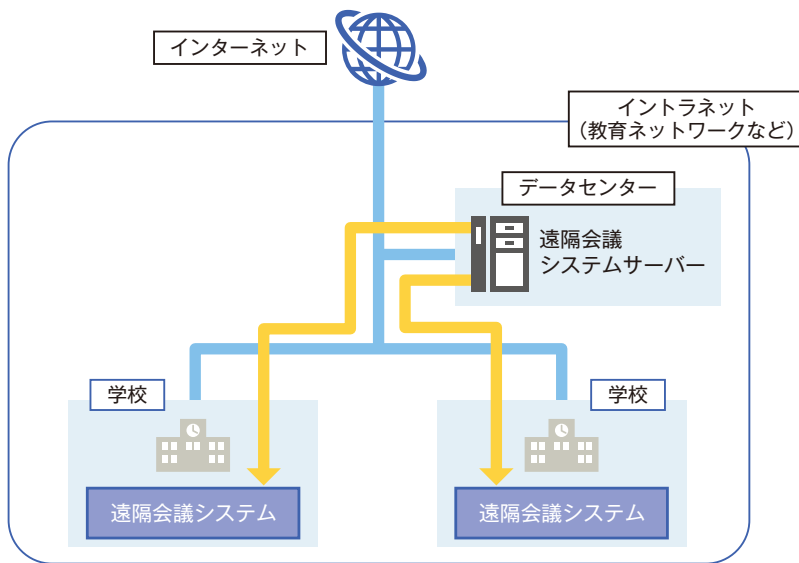 インターネット
イントラネット
（教育ネットワークなど）
データセンター
遠隔会議
システムサーバー
学校
学校
遠隔会議システム
遠隔会議システム